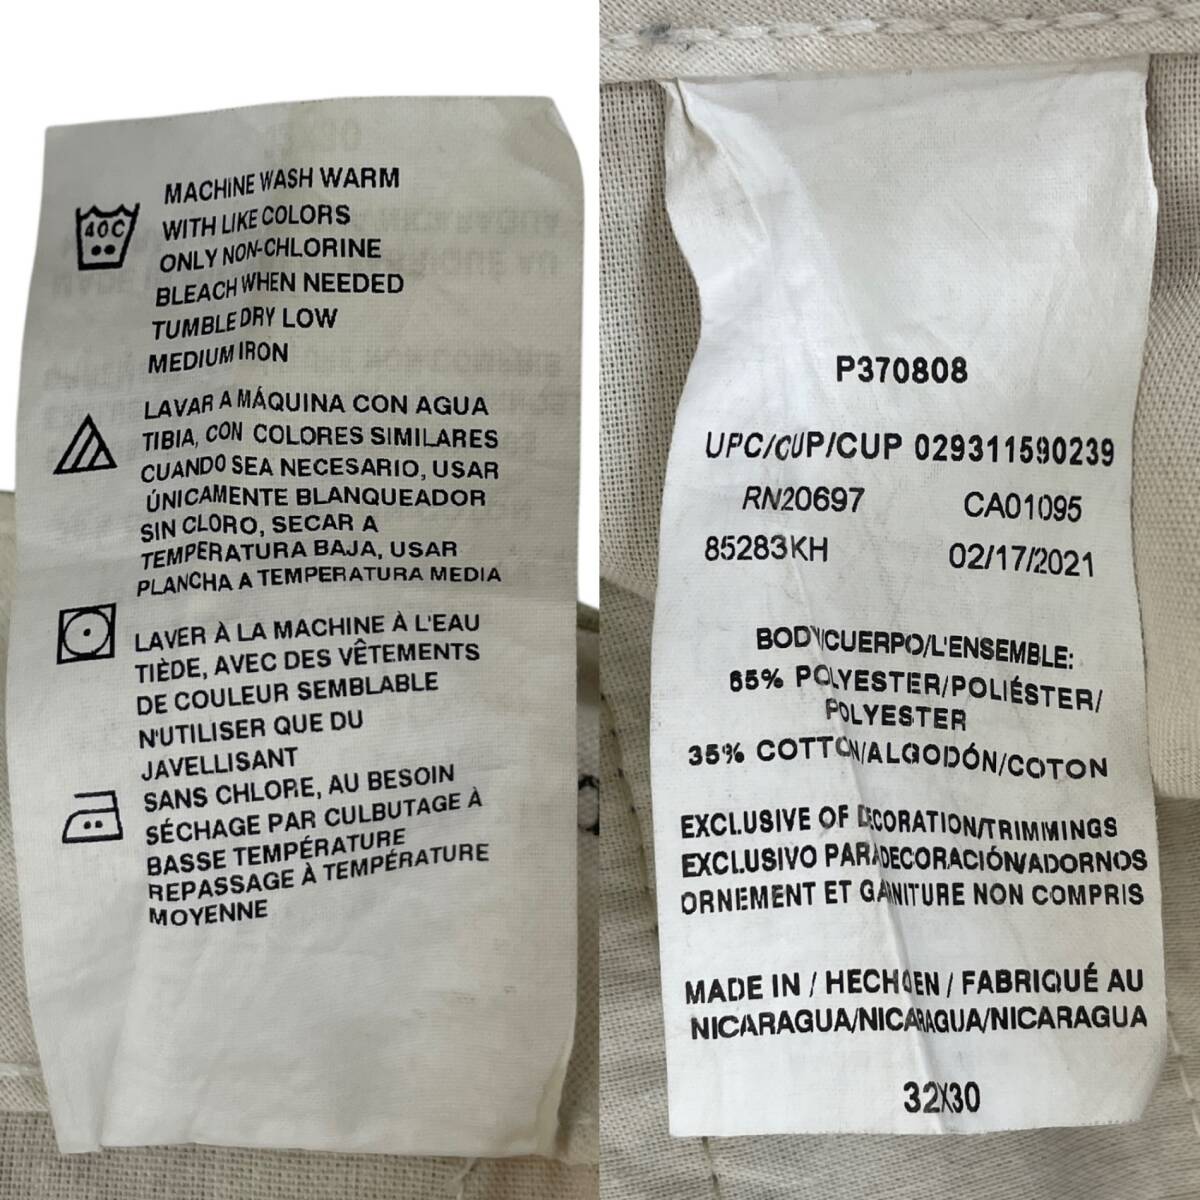 40C
MACHINE WASH WARM
WITH LIKE COLORS
ONLY NON-CHLORINE
BLEACH WHEN NEEDED
TUMBLE DRY LOW
MEDIUM IRON
LAVAR A MÁQUINA CON AGUA
TIBIA, CON COLORES SIMILARES
CUANDO SEA NECESARIO, USAR
ÚNICAMENTE BLANQUEADOR
SIN CLORO, SECAR A
TEMPERATURA BAJA, USAR
PLANCHA A TEMPERATURA MEDIA
LAVER À LA MACHINE À L'EAU
TIÈDE, AVEC DES VÊTEMENTS
DE COULEUR SEMBLABLE
N'UTILISER QUE DU
JAVELLISANT
SANS CHLORE, AU BESOIN
SÉCHAGE PAR CULBUTAGE À
BASSE TEMPÉRATURE
REPASSAGE À TEMPÉRATURE
MOYENNE
P370808
UPC/CUP/CUP 029311590239
RN20697 CA01095
85283KH 02/17/2021
BODY/CUERPO/L'ENSEMBLE:
65% POLYESTER/POLIÉSTER/
POLYESTER
35% COTTON/ALGODÓN/COTON
EXCLUSIVE OF DECORATION/TRIMMINGS
EXCLUSIVO PARA DECORACIÓN/ADORNOS
ORNEMENT ET GARNITURE NON COMPRIS
MADE IN / HECHO EN / FABRIQUÉ AU
NICARAGUA/NICARAGUA/NICARAGUA
32X30